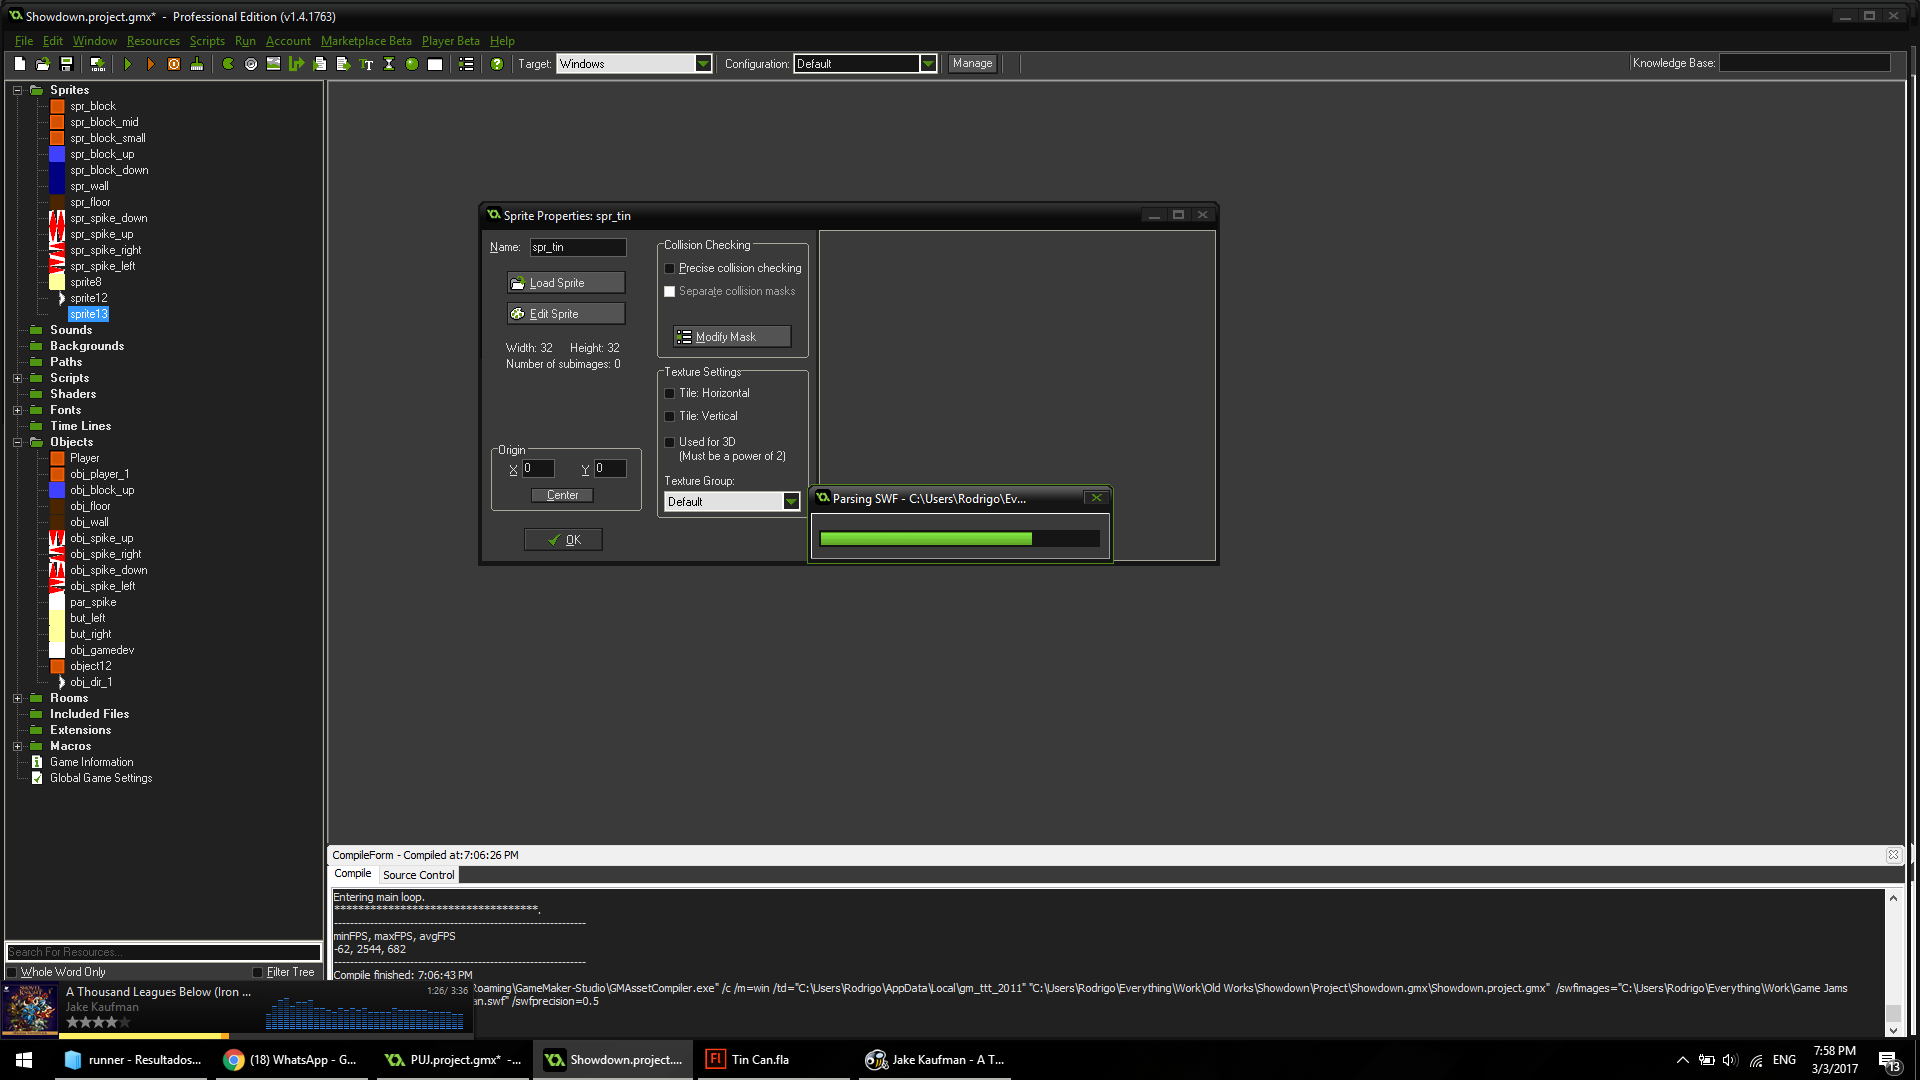 Showdown.project.gmx* - Professional Edition (v1.4.1763)
File Edit Window Resources Scripts Run Account Marketplace Beta Player Beta Help
Target: Windows Configuration: Default Manage Knowledge Base:
Sprites
spr_block
spr_block_mid
spr_block_small
spr_block_up
spr_block_down
spr_wall
spr_floor
spr_spike_down
spr_spike_up
spr_spike_right
spr_spike_left
sprite8
sprite12
sprite13
Sounds
Backgrounds
Paths
Scripts
Shaders
Fonts
Time Lines
Objects
Player
obj_player_1
obj_block_up
obj_floor
obj_wall
obj_spike_up
obj_spike_right
obj_spike_down
obj_spike_left
par_spike
but_left
but_right
obj_gamedev
object12
obj_dir_1
Rooms
Included Files
Extensions
Macros
Game Information
Global Game Settings
Search For Resources...
Whole Word Only Filter Tree
Sprite Properties: spr_tin
Name: spr_tin
Load Sprite
Edit Sprite
Width: 32 Height: 32
Number of subimages: 0
Origin
X 0 Y 0
Center
OK
Collision Checking
Precise collision checking
Separate collision masks
Modify Mask
Texture Settings
Tile: Horizontal
Tile: Vertical
Used for 3D
(Must be a power of 2)
Texture Group:
Default
Parsing SWF - C:\Users\Rodrigo\Ev...
CompileForm - Compiled at:7:06:26 PM
Compile Source Control
Entering main loop.
**********************************.
minFPS, maxFPS, avgFPS
-62, 2544, 682
Compile finished: 7:06:43 PM
Roaming\GameMaker-Studio\GMAssetCompiler.exe" /c /m=win /td="C:\Users\Rodrigo\AppData\Local\gm_ttt_2011" "C:\Users\Rodrigo\Everything\Work\Old Works\Showdown\Project\Showdown.gmx\Showdown.project.gmx" /swfimages="C:\Users\Rodrigo\Everything\Work\Game Jams
an.swf" /swfprecision=0.5
A Thousand Leagues Below (Iron ... 1:26/ 3:36
Jake Kaufman
runner - Resultados... (18) WhatsApp - G... PUJ.project.gmx* -... Showdown.project.... Tin Can.fla Jake Kaufman - A T... ENG 7:58 PM
3/3/2017 13